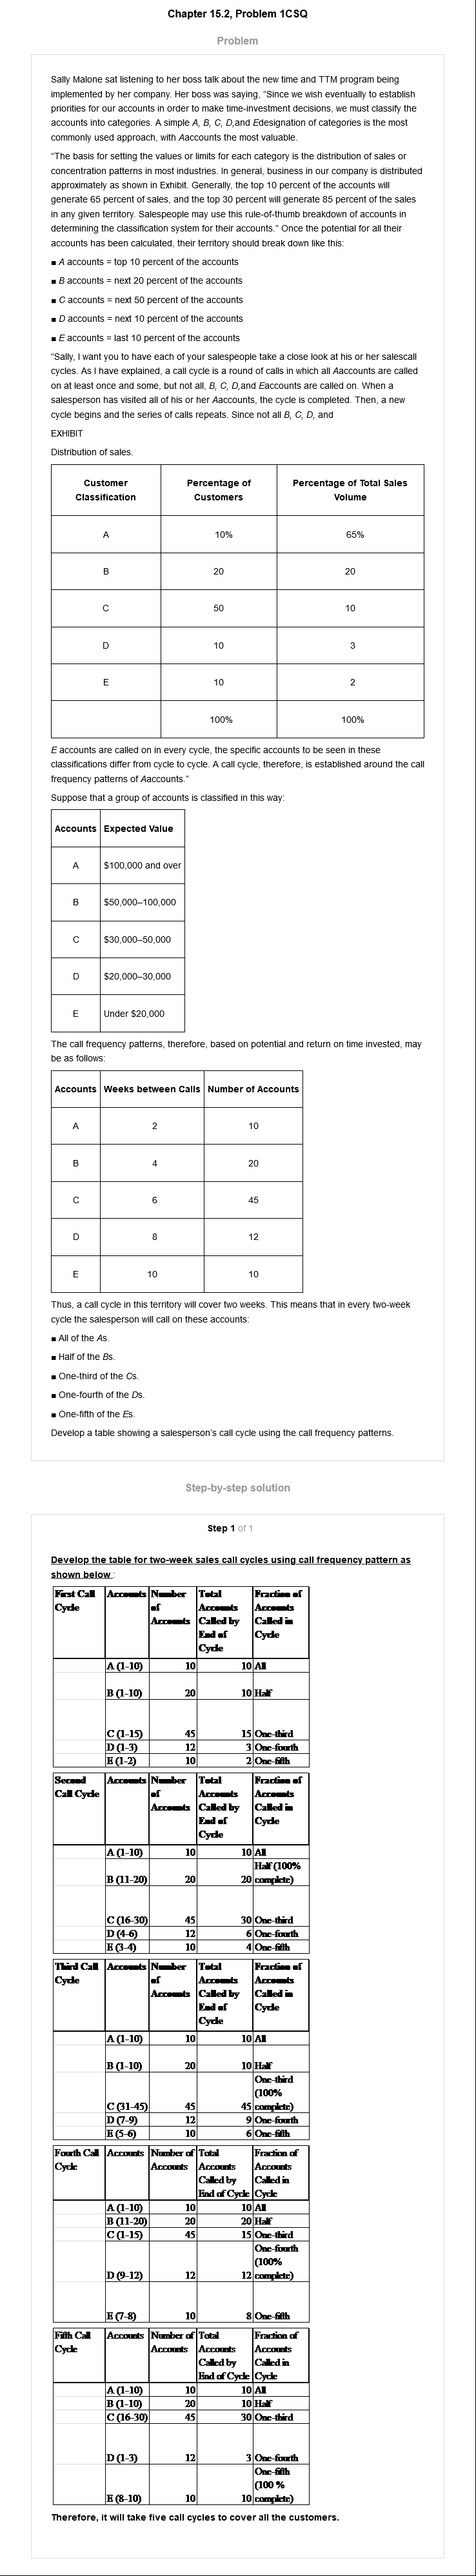 Chapter 15.2, Problem 1CSQ
Problem
Sally Malone sat listening to her boss talk about the new time and TTM program being
implemented by her company. Her boss was saying, "Since we wish eventually to establish
priorities for our accounts in order to make time-investment decisions, we must classify the
accounts into categories. A simple A, B, C, D,and Edesignation of categories is the most
commonly used approach, with Aaccounts the most valuable.
"The basis for setting the values or limits for each category is the distribution of sales or
concentration patterns in most industries. In general, business in our company is distributed
approximately as shown in Exhibit. Generally, the top 10 percent of the accounts will
generate 65 percent of sales, and the top 30 percent will generate 85 percent of the sales
in any given territory. Salespeople may use this rule-of-thumb breakdown of accounts in
determining the classification system for their accounts." Once the potential for all their
accounts has been calculated, their territory should break down like this:
■ A accounts = top 10 percent of the accounts
■ B accounts = next 20 percent of the accounts
■ C accounts = next 50 percent of the accounts
■ D accounts = next 10 percent of the accounts
■ E accounts = last 10 percent of the accounts
"Sally, I want you to have each of your salespeople take a close look at his or her salescall
cycles. As I have explained, a call cycle is a round of calls in which all Aaccounts are called
on at least once and some, but not all, B, C, D,and Eaccounts are called on. When a
salesperson has visited all of his or her Aaccounts, the cycle is completed. Then, a new
cycle begins and the series of calls repeats. Since not all B, C, D, and
EXHIBIT
Distribution of sales.
Customer Classification Percentage of Customers Percentage of Total Sales Volume
A 10% 65%
B 20 20
C 50 10
D 10 3
E 10 2
100% 100%
E accounts are called on in every cycle, the specific accounts to be seen in these
classifications differ from cycle to cycle. A call cycle, therefore, is established around the call
frequency patterns of Aaccounts."
Suppose that a group of accounts is classified in this way:
Accounts Expected Value
A $100,000 and over
B $50,000–100,000
C $30,000–50,000
D $20,000–30,000
E Under $20,000
The call frequency patterns, therefore, based on potential and return on time invested, may
be as follows:
Accounts Weeks between Calls Number of Accounts
A 2 10
B 4 20
C 6 45
D 8 12
E 10 10
Thus, a call cycle in this territory will cover two weeks. This means that in every two-week
cycle the salesperson will call on these accounts:
■ All of the As.
■ Half of the Bs.
■ One-third of the Cs.
■ One-fourth of the Ds.
■ One-fifth of the Es.
Develop a table showing a salesperson's call cycle using the call frequency patterns.
Step-by-step solution
Step 1 of 1
Develop the table for two-week sales call cycles using call frequency pattern as
shown below :
First Call Cycle Accounts Number of Accounts Total Accounts Called by End of Cycle Fraction of Accounts Called in Cycle
A (1-10) 10 10 All
B (1-10) 20 10 Half
C (1-15) 45 15 One-third
D (1-3) 12 3 One-fourth
E (1-2) 10 2 One-fifth
Second Call Cycle Accounts Number of Accounts Total Accounts Called by End of Cycle Fraction of Accounts Called in Cycle
A (1-10) 10 10 All
B (11-20) 20 20 Half (100% complete)
C (16-30) 45 30 One-third
D (4-6) 12 6 One-fourth
E (3-4) 10 4 One-fifth
Third Call Cycle Accounts Number of Accounts Total Accounts Called by End of Cycle Fraction of Accounts Called in Cycle
A (1-10) 10 10 All
B (1-10) 20 10 Half
C (31-45) 45 45 One-third (100% complete)
D (7-9) 12 9 One-fourth
E (5-6) 10 6 One-fifth
Fourth Call Cycle Accounts Number of Accounts Total Accounts Called by End of Cycle Fraction of Accounts Called in Cycle
A (1-10) 10 10 All
B (11-20) 20 20 Half
C (1-15) 45 15 One-third
D (9-12) 12 12 One-fourth (100% complete)
E (7-8) 10 8 One-fifth
Fifth Call Cycle Accounts Number of Accounts Total Accounts Called by End of Cycle Fraction of Accounts Called in Cycle
A (1-10) 10 10 All
B (1-10) 20 10 Half
C (16-30) 45 30 One-third
D (1-3) 12 3 One-fourth
E (8-10) 10 10 One-fifth (100 % complete)
Therefore, it will take five call cycles to cover all the customers.